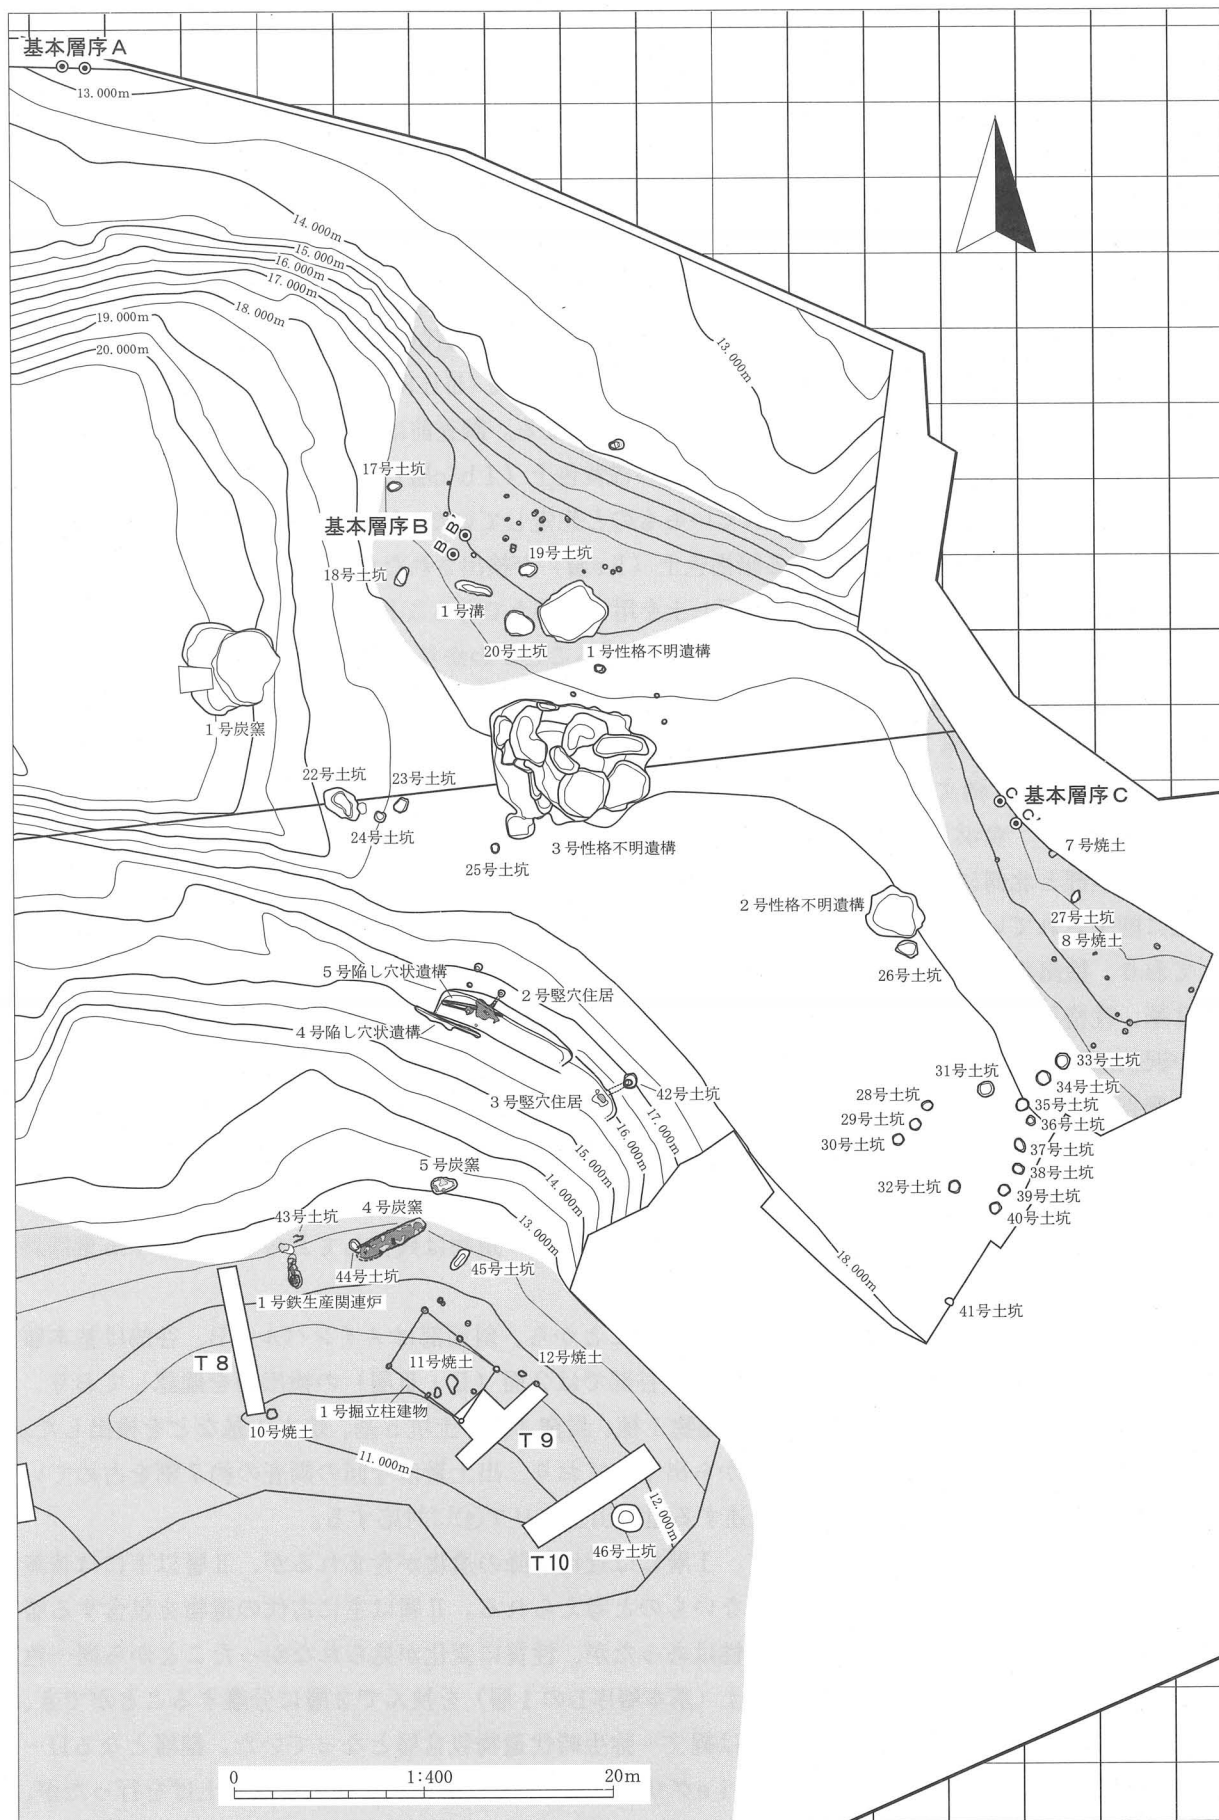 基本層序A
13.000m
14.000m
15.000m
16.000m
17.000m
18.000m
19.000m
20.000m
13.000m
17号土坑
基本層序B
B
B'
19号土坑
18号土坑
1号溝
20号土坑
1号性格不明遺構
1号炭窯
22号土坑
23号土坑
24号土坑
25号土坑
3号性格不明遺構
C
基本層序C
C'
7号焼土
2号性格不明遺構
27号土坑
8号焼土
26号土坑
5号陥し穴状遺構
2号竪穴住居
4号陥し穴状遺構
3号竪穴住居
42号土坑
17.000m
16.000m
15.000m
14.000m
13.000m
33号土坑
31号土坑
34号土坑
28号土坑
35号土坑
29号土坑
36号土坑
30号土坑
37号土坑
38号土坑
32号土坑
39号土坑
40号土坑
18.000m
41号土坑
5号炭窯
43号土坑
4号炭窯
44号土坑
45号土坑
1号鉄生産関連炉
T8
11号焼土
12号焼土
1号掘立柱建物
10号焼土
T9
11.000m
12.000m
T10
46号土坑
0 1:400 20m